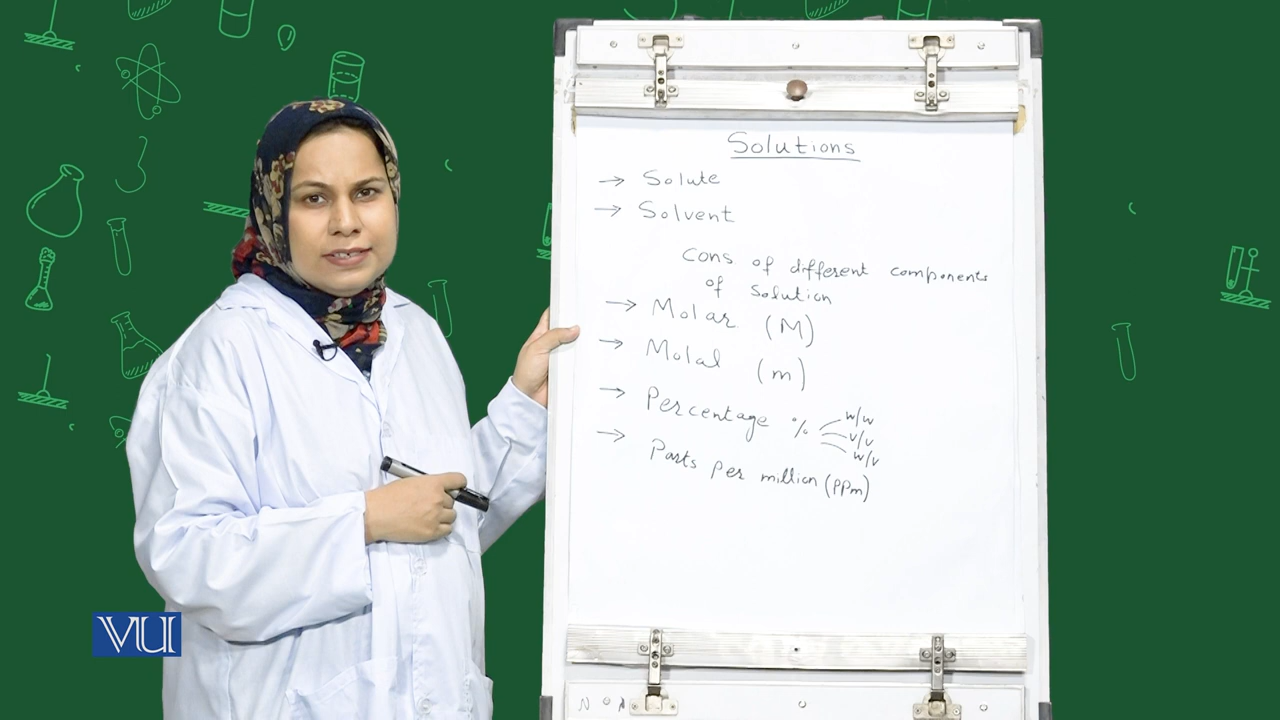 Solutions
→ Solute
→ Solvent
Cons of different components
of solution
→ Molar (M)
→ Molal (m)
→ Percentage % w/w
v/v
w/v
→ Parts per million (ppm)
VU